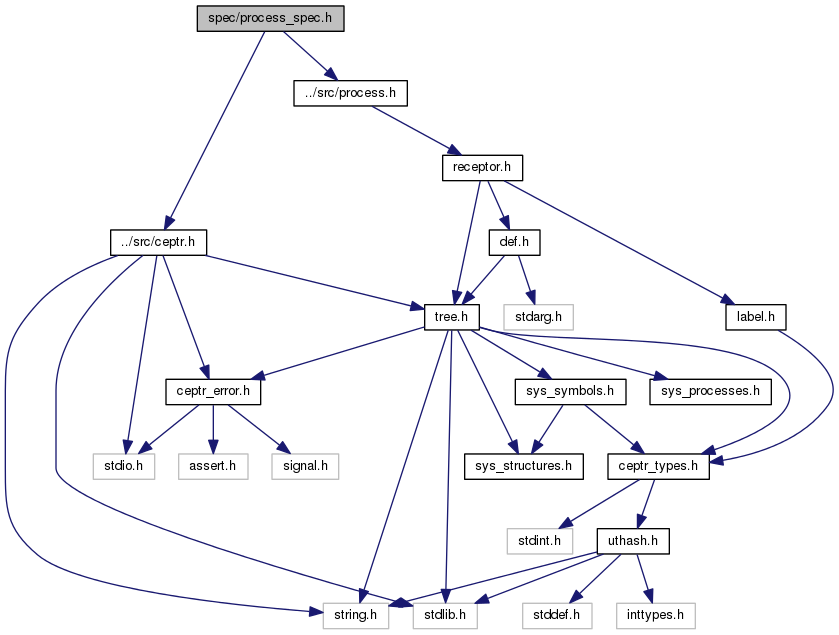 spec/process_spec.h
../src/process.h
receptor.h
../src/ceptr.h
def.h
tree.h
stdarg.h
label.h
ceptr_error.h
sys_symbols.h
sys_processes.h
stdio.h
assert.h
signal.h
sys_structures.h
ceptr_types.h
stdint.h
uthash.h
string.h
stdlib.h
stddef.h
inttypes.h